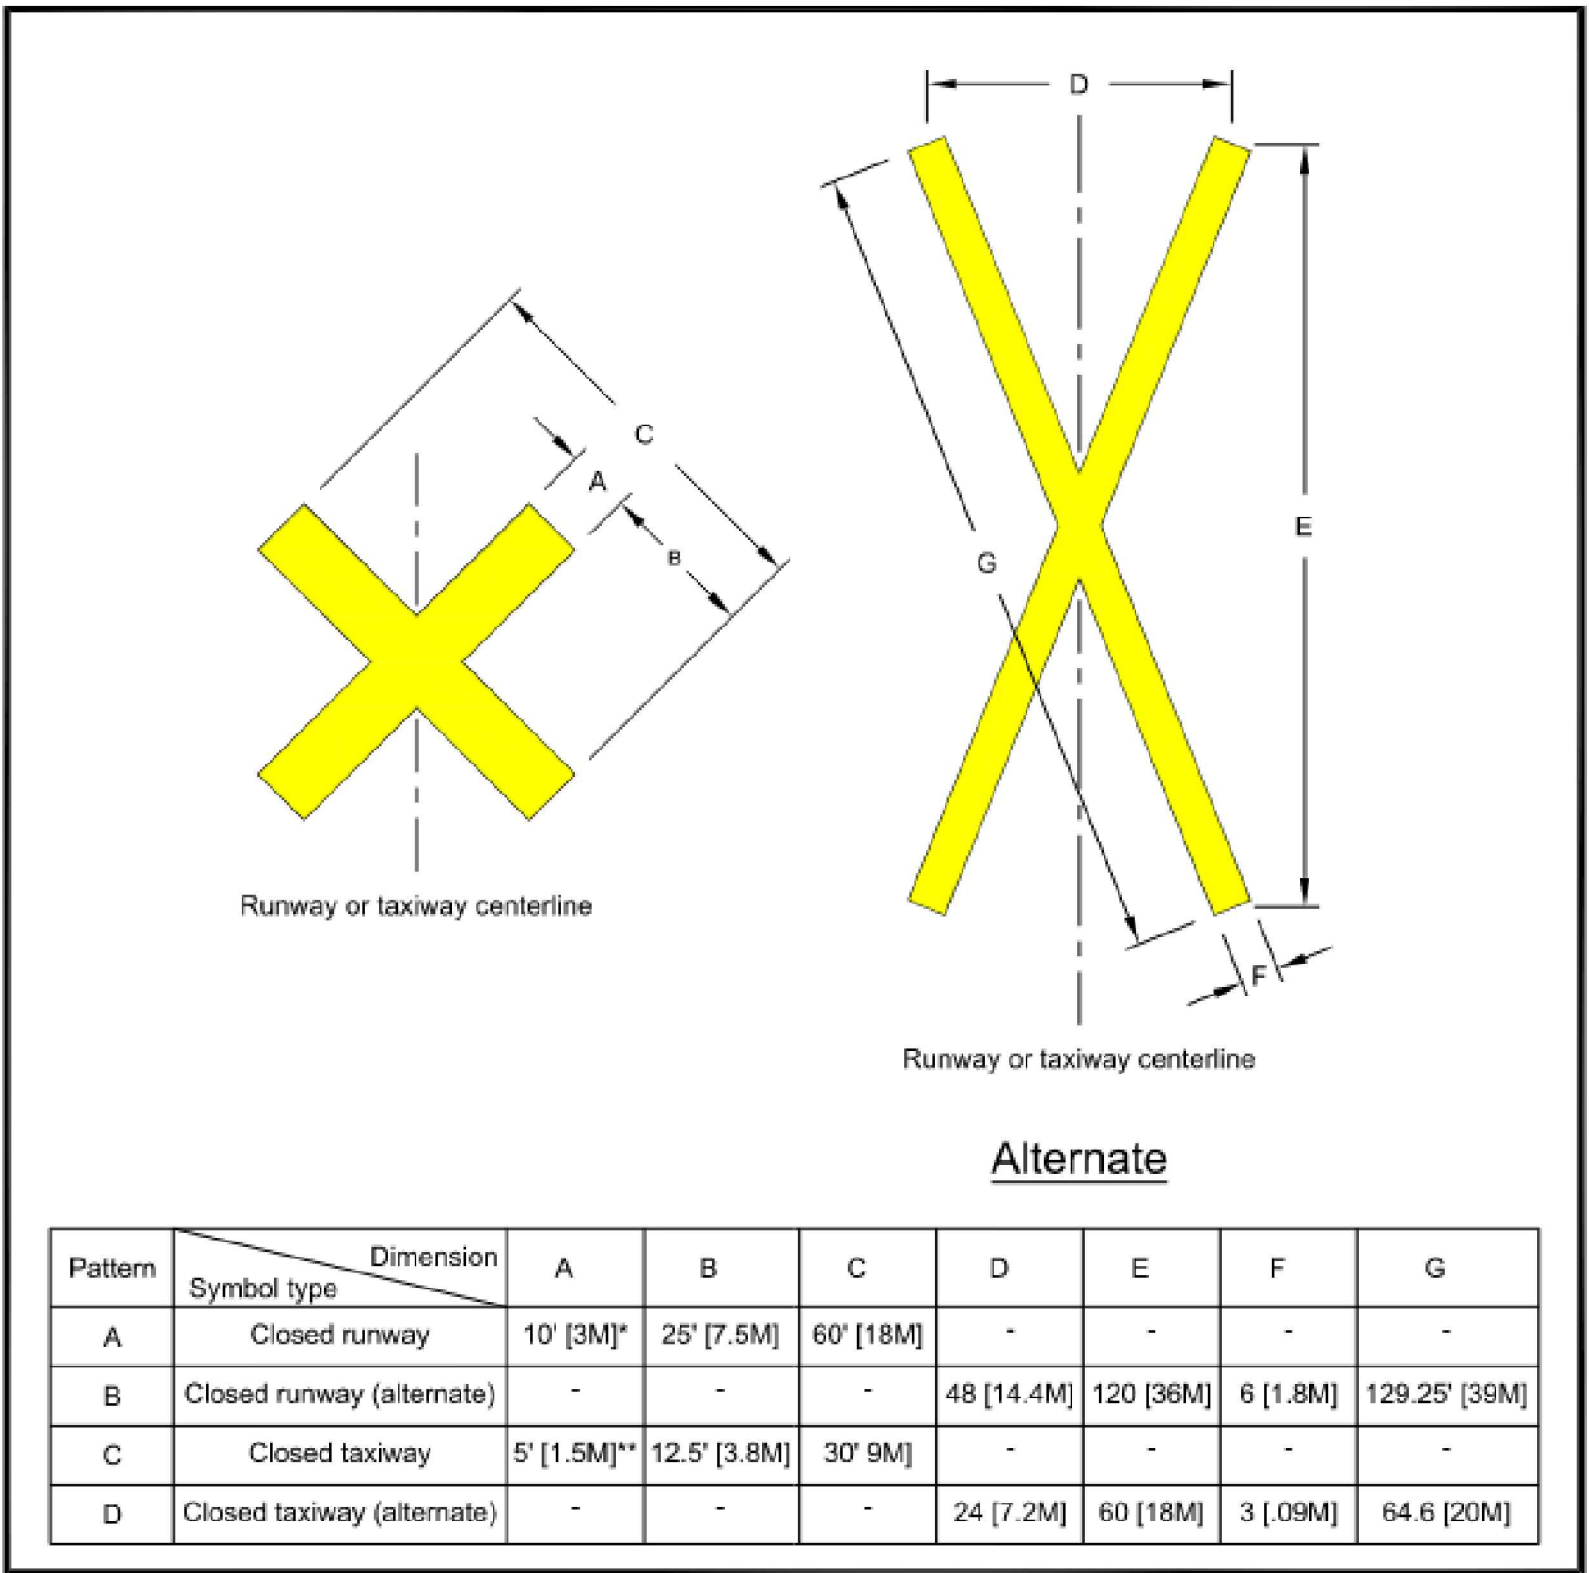 D
C
A
B
E
G
F
Runway or taxiway centerline
Runway or taxiway centerline
Alternate
Pattern Dimension Symbol type A B C D E F G
A Closed runway 10' [3M]* 25' [7.5M] 60' [18M] - - - -
B Closed runway (alternate) - - - 48 [14.4M] 120 [36M] 6 [1.8M] 129.25' [39M]
C Closed taxiway 5' [1.5M]** 12.5' [3.8M] 30' 9M] - - - -
D Closed taxiway (alternate) - - - 24 [7.2M] 60 [18M] 3 [.09M] 64.6 [20M]